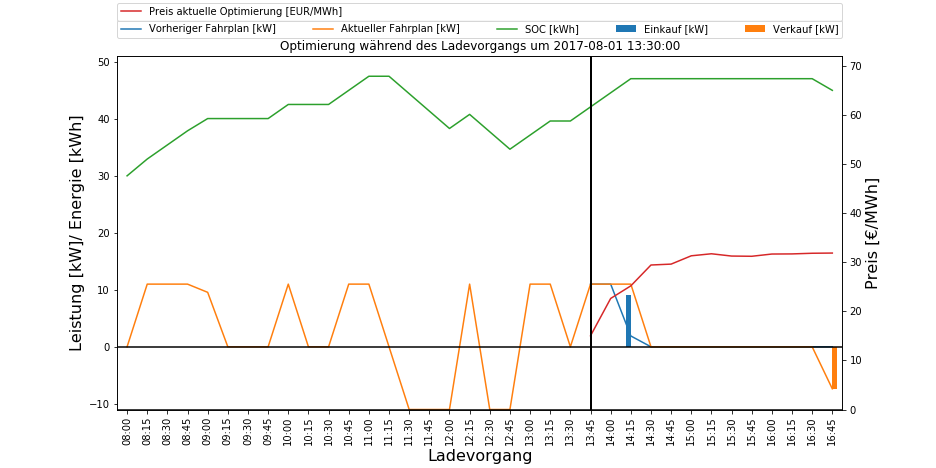 Preis aktuelle Optimierung [EUR/MWh]
Vorheriger Fahrplan [kW] Aktueller Fahrplan [kW] SOC [kWh] Einkauf [kW] Verkauf [kW]
Optimierung während des Ladevorgangs um 2017-08-01 13:30:00
Leistung [kW]/ Energie [kWh]
50
40
30
20
10
0
−10
70
60
50
40
30
20
10
0
Preis [€/MWh]
08:00 08:15 08:30 08:45 09:00 09:15 09:30 09:45 10:00 10:15 10:30 10:45 11:00 11:15 11:30 11:45 12:00 12:15 12:30 12:45 13:00 13:15 13:30 13:45 14:00 14:15 14:30 14:45 15:00 15:15 15:30 15:45 16:00 16:15 16:30 16:45
Ladevorgang